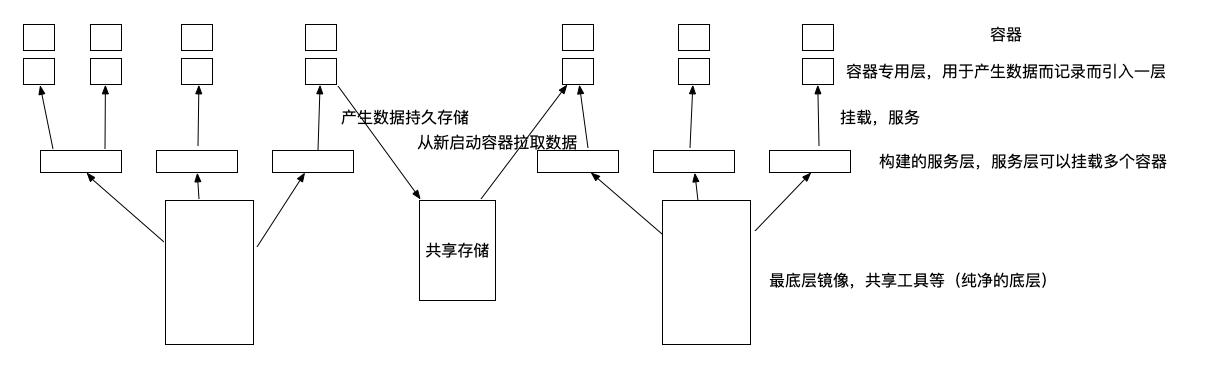 容器
容器专用层，用于产生数据而记录而引入一层
产生数据持久存储
挂载，服务
从新启动容器拉取数据
构建的服务层，服务层可以挂载多个容器
共享存储
最底层镜像，共享工具等（纯净的底层）